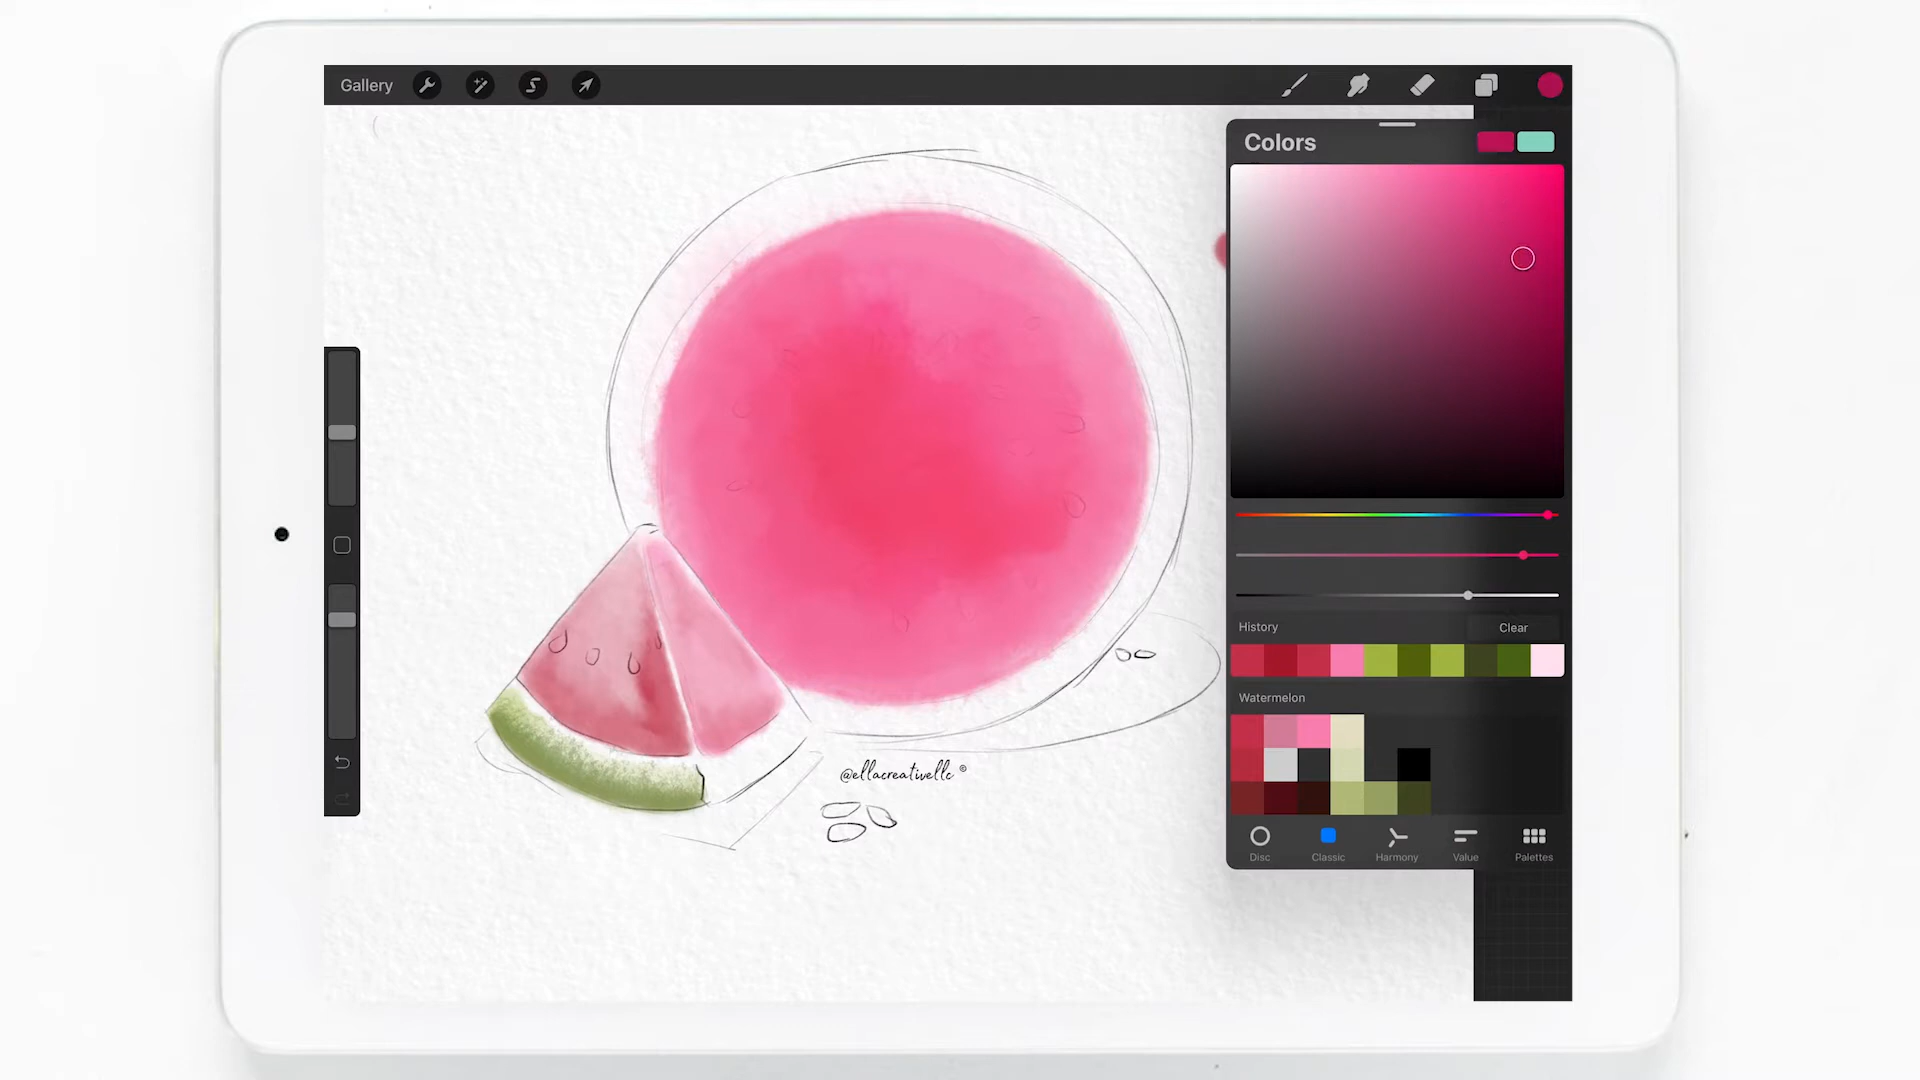 Gallery
Colors
History
Clear
Watermelon
Disc
Classic
Harmony
Value
Palettes
@ellacreativellc ©